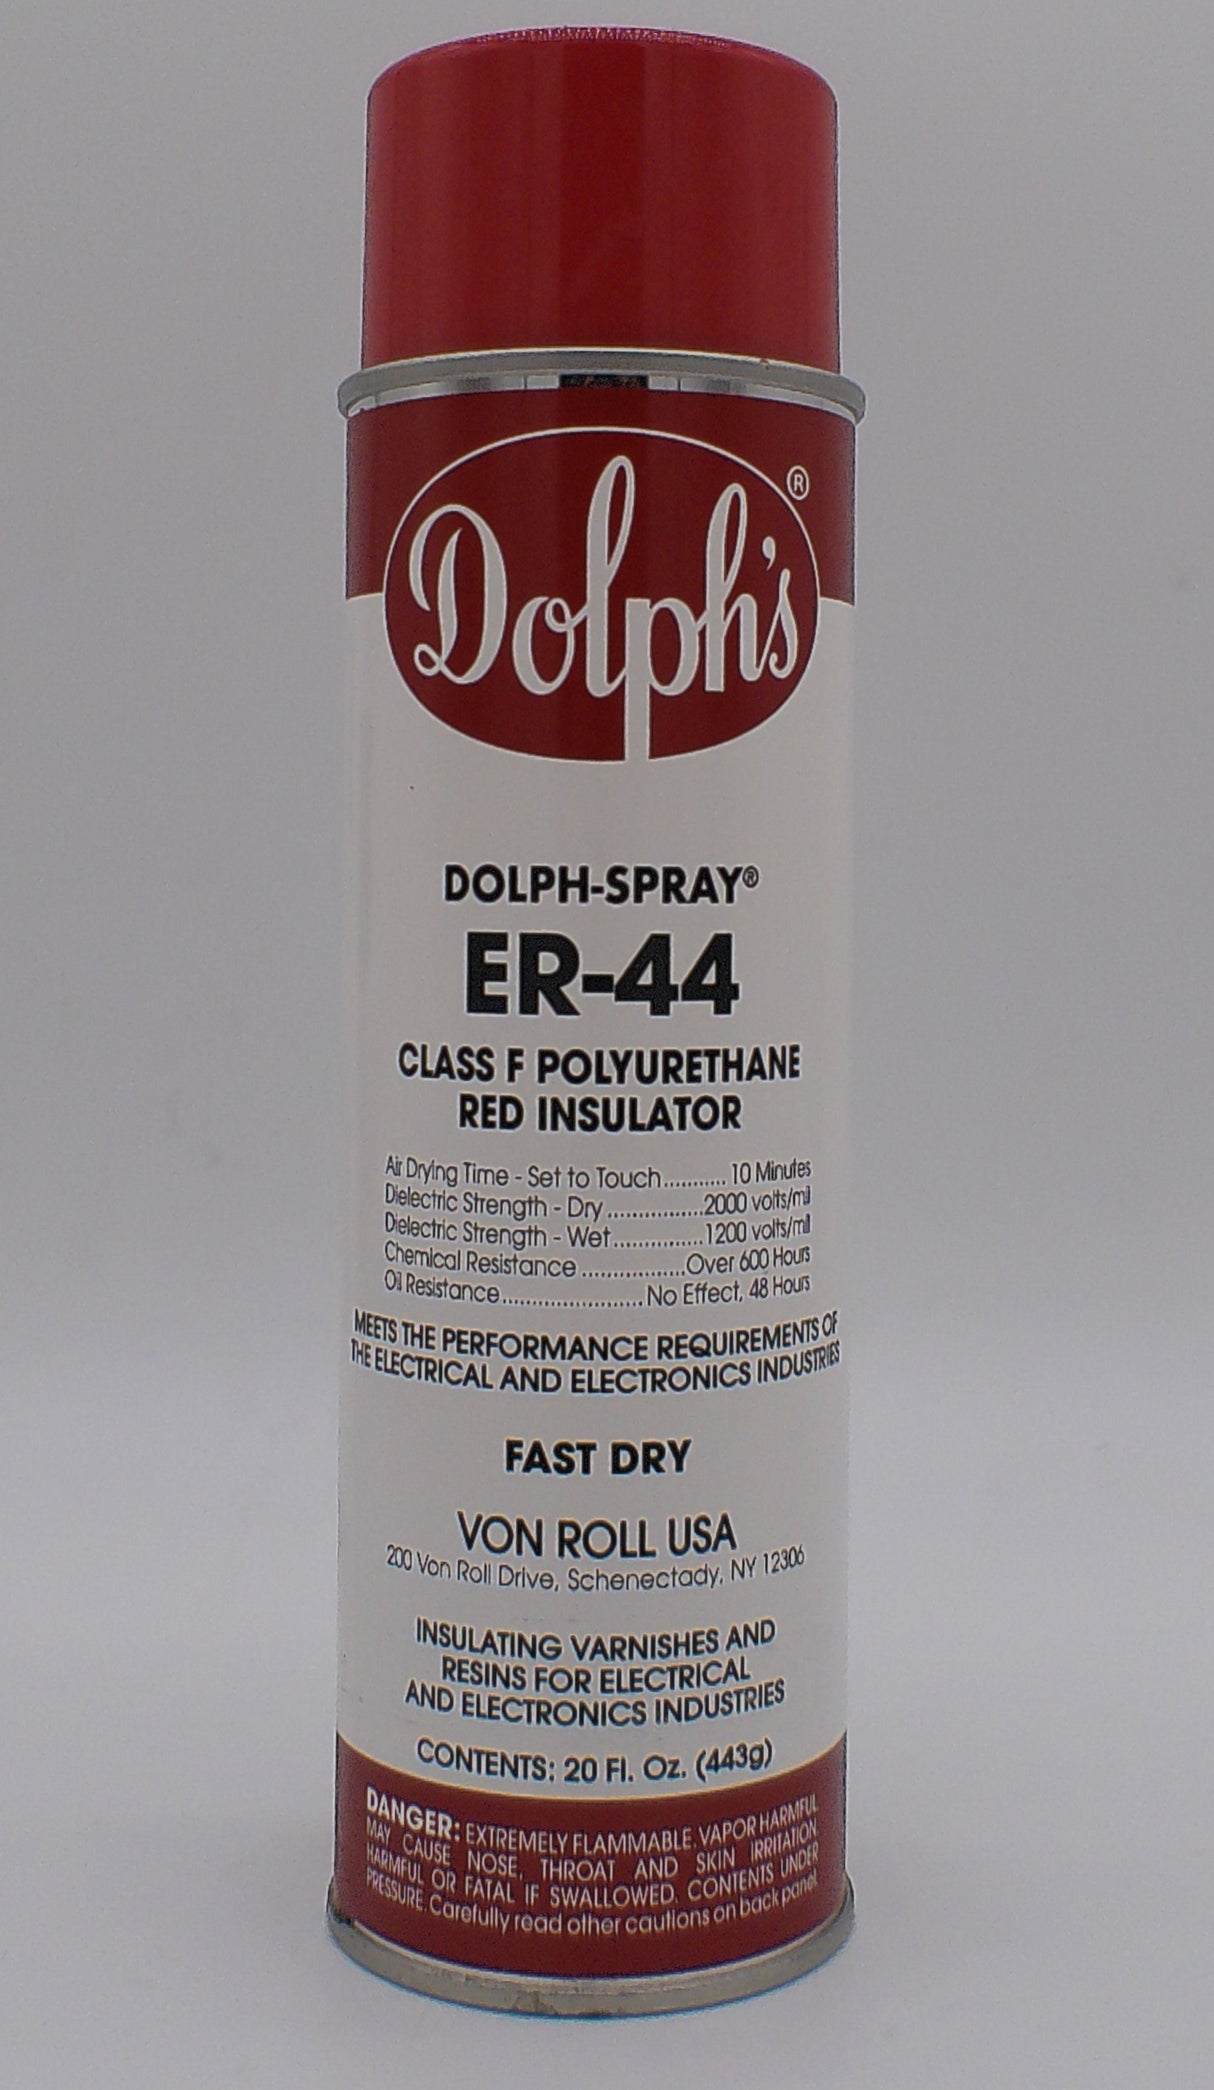 Dolph's®
DOLPH-SPRAY®
ER-44
CLASS F POLYURETHANE
RED INSULATOR
Air Drying Time - Set to Touch........... 10 Minutes
Dielectric Strength - Dry ................2000 volts/mil
Dielectric Strength - Wet...............1200 volts/mil
Chemical Resistance .................Over 600 Hours
Oil Resistance.......................No Effect, 48 Hours
MEETS THE PERFORMANCE REQUIREMENTS OF
THE ELECTRICAL AND ELECTRONICS INDUSTRIES
FAST DRY
VON ROLL USA
200 Von Roll Drive, Schenectady, NY 12306
INSULATING VARNISHES AND
RESINS FOR ELECTRICAL
AND ELECTRONICS INDUSTRIES
CONTENTS: 20 Fl. Oz. (443g)
DANGER: EXTREMELY FLAMMABLE. VAPOR HARMFUL
MAY CAUSE NOSE, THROAT AND SKIN IRRITATION.
HARMFUL OR FATAL IF SWALLOWED. CONTENTS UNDER
PRESSURE. Carefully read other cautions on back panel.